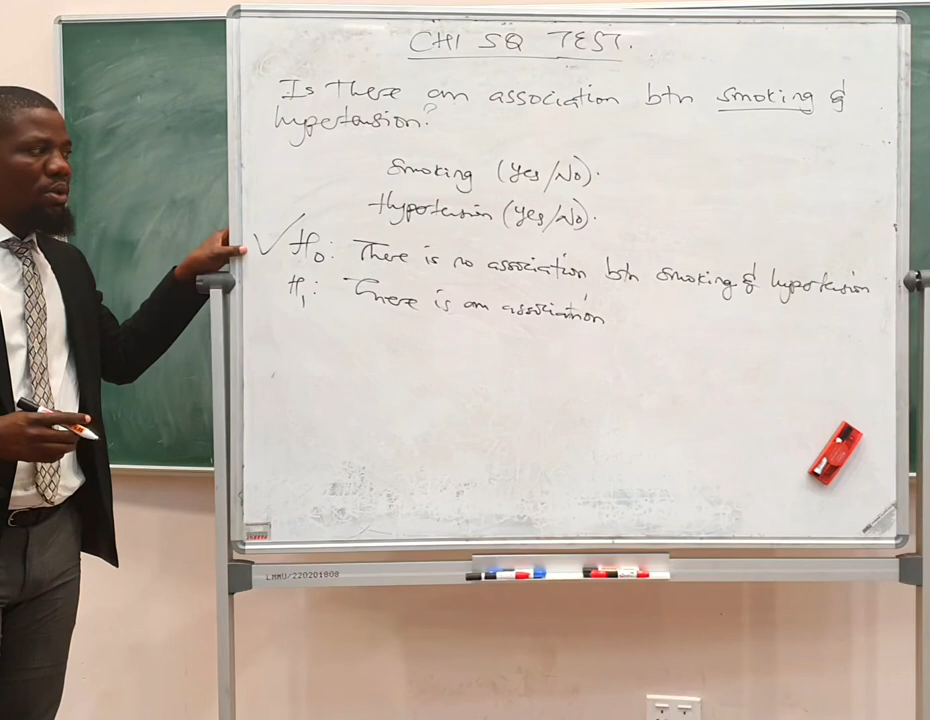 CHI SQ TEST.
Is there an association btn smoking &
hypertension?
Smoking (Yes/No).
Hypertension (Yes/No).
✓ H₀: There is no association btn smoking & hypertension
H₁: There is an association
LMMU/220201808